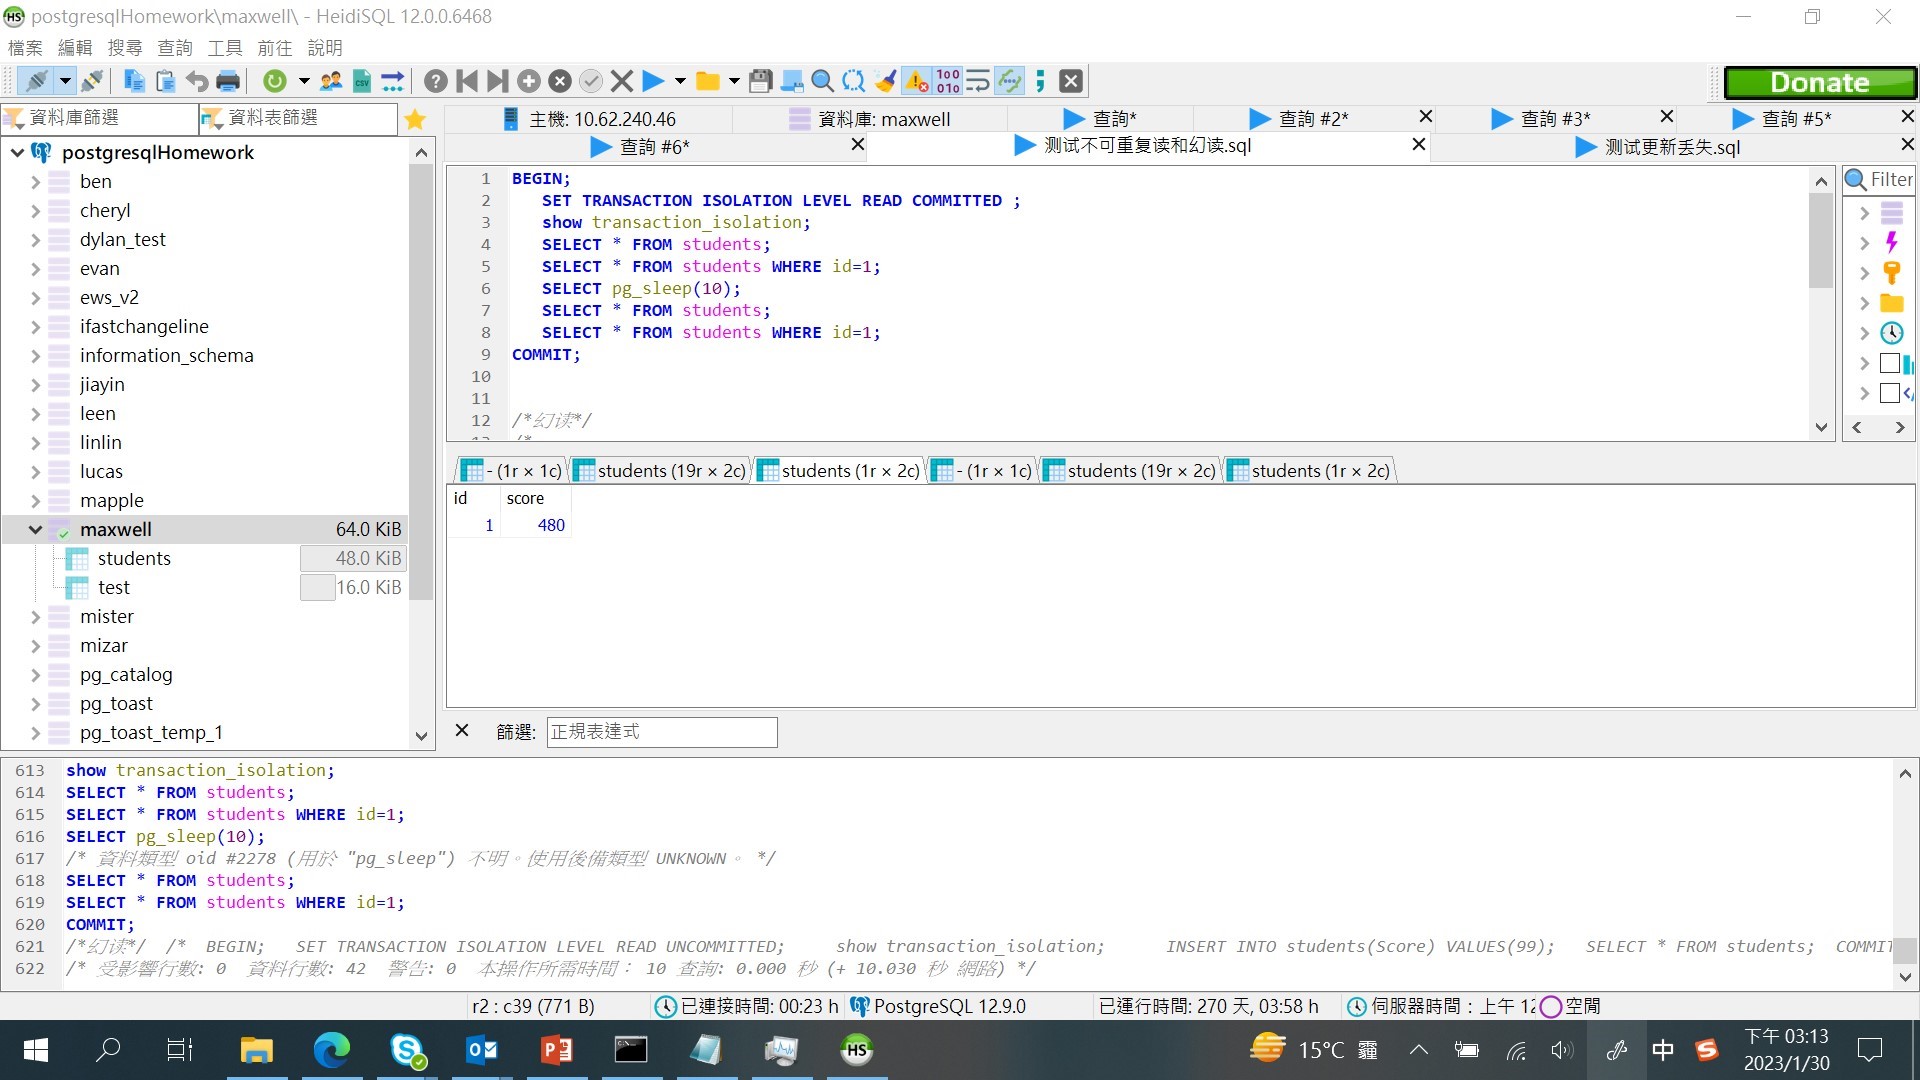 postgresqlHomework\maxwell\ - HeidiSQL 12.0.0.6468
檔案 編輯 搜尋 查詢 工具 前往 說明
Donate
資料庫篩選 資料表篩選
主機: 10.62.240.46 資料庫: maxwell 查詢* 查詢 #2* 查詢 #3* 查詢 #5*
查詢 #6* 测试不可重复读和幻读.sql 测试更新丢失.sql
postgresqlHomework
ben
cheryl
dylan_test
evan
ews_v2
ifastchangeline
information_schema
jiayin
leen
linlin
lucas
mapple
maxwell 64.0 KiB
students 48.0 KiB
test 16.0 KiB
mister
mizar
pg_catalog
pg_toast
pg_toast_temp_1
1 BEGIN;
2 SET TRANSACTION ISOLATION LEVEL READ COMMITTED ;
3 show transaction_isolation;
4 SELECT * FROM students;
5 SELECT * FROM students WHERE id=1;
6 SELECT pg_sleep(10);
7 SELECT * FROM students;
8 SELECT * FROM students WHERE id=1;
9 COMMIT;
10
11
12 /*幻读*/
Filter
- (1r × 1c) students (19r × 2c) students (1r × 2c) - (1r × 1c) students (19r × 2c) students (1r × 2c)
id score
1 480
篩選: 正規表達式
613 show transaction_isolation;
614 SELECT * FROM students;
615 SELECT * FROM students WHERE id=1;
616 SELECT pg_sleep(10);
617 /* 資料類型 oid #2278 (用於 "pg_sleep") 不明。使用後備類型 UNKNOWN。 */
618 SELECT * FROM students;
619 SELECT * FROM students WHERE id=1;
620 COMMIT;
621 /*幻读*/ /* BEGIN; SET TRANSACTION ISOLATION LEVEL READ UNCOMMITTED; show transaction_isolation; INSERT INTO students(Score) VALUES(99); SELECT * FROM students; COMMIT
622 /* 受影響行數: 0 資料行數: 42 警告: 0 本操作所需時間： 10 查詢: 0.000 秒 (+ 10.030 秒 網路) */
r2 : c39 (771 B) 已連接時間: 00:23 h PostgreSQL 12.9.0 已運行時間: 270 天, 03:58 h 伺服器時間：上午 12 空閒
15°C 霾 中 下午 03:13
2023/1/30